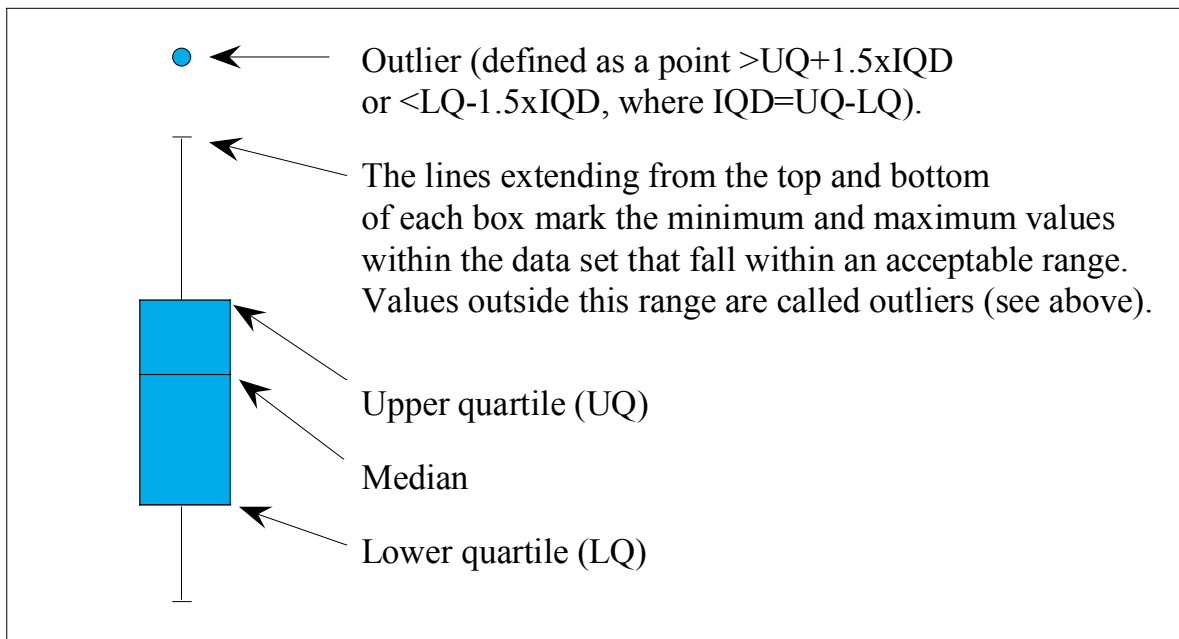 Outlier (defined as a point >UQ+1.5xIQD
or <LQ-1.5xIQD, where IQD=UQ-LQ).
The lines extending from the top and bottom
of each box mark the minimum and maximum values
within the data set that fall within an acceptable range.
Values outside this range are called outliers (see above).
Upper quartile (UQ)
Median
Lower quartile (LQ)